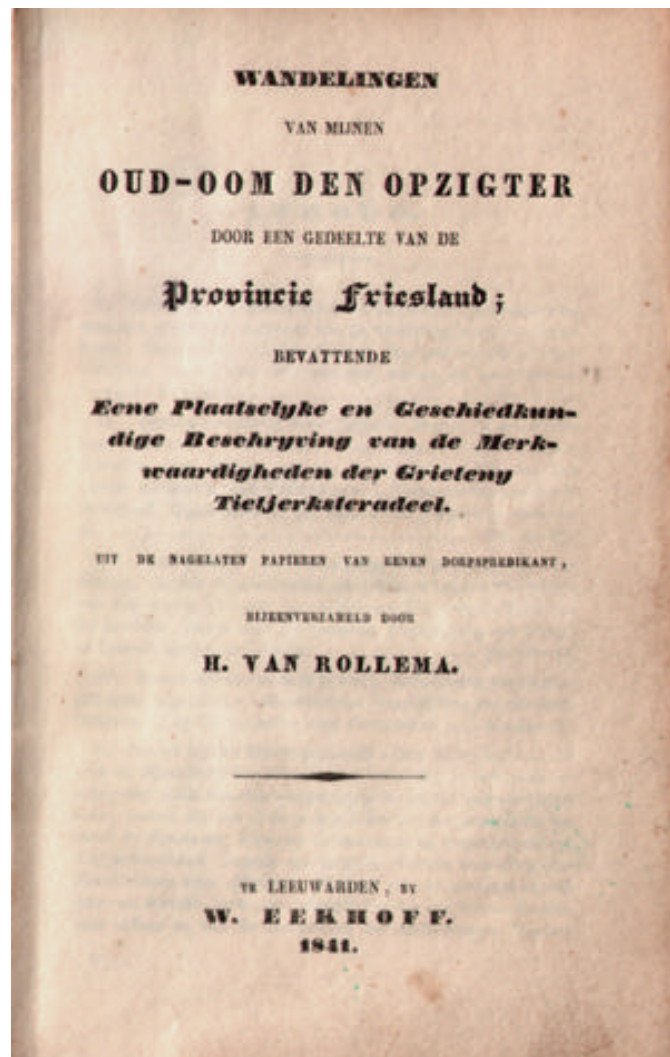 WANDELINGEN
VAN MIJNEN
OUD-OOM DEN OPZIGTER
DOOR EEN GEDEELTE VAN DE
Provincie Friesland;
BEVATTENDE
Eene Plaatselyke en Geschiedkun-
dige Beschryving van de Merk-
waardigheden der Grieteny
Tietjerksteradeel.
UIT DE NAGELATEN PAPIEREN VAN EENEN DORPSPREDIKANT,
BIJEENVERZAMELD DOOR
H. VAN ROLLEMA.
TE LEEUWARDEN, BY
W. EEKHOFF.
1841.